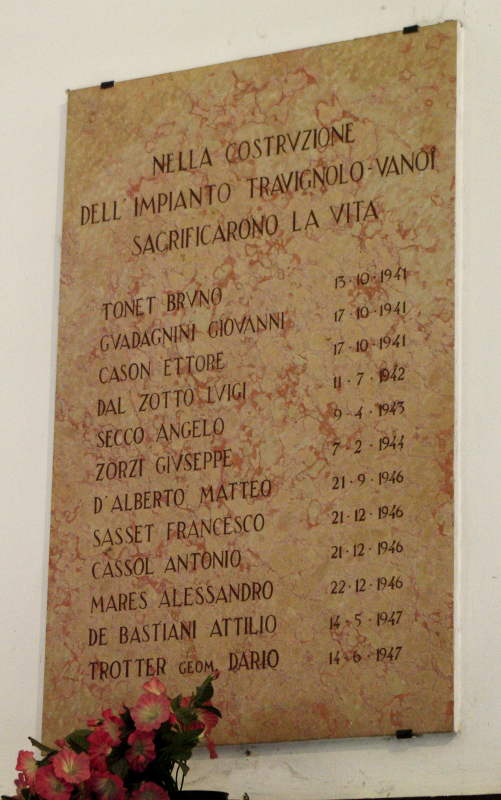 NELLA COSTRVZIONE
DELL' IMPIANTO TRAVIGNOLO-VANOI
SAGRIFICARONO LA VITA
TONET BRVNO 13·10·1941
GVADAGNINI GIOVANNI 17·10·1941
CASON ETTORE 17·10·1941
DAL ZOTTO LVIGI 11·7·1942
SECCO ANGELO 9·4·1943
ZORZI GIVSEPPE 7·2·1944
D'ALBERTO MATTEO 21·9·1946
SASSET FRANCESCO 21·12·1946
CASSOL ANTONIO 21·12·1946
MARES ALESSANDRO 22·12·1946
DE BASTIANI ATTILIO 14·5·1947
TROTTER GEOM. DARIO 14·6·1947